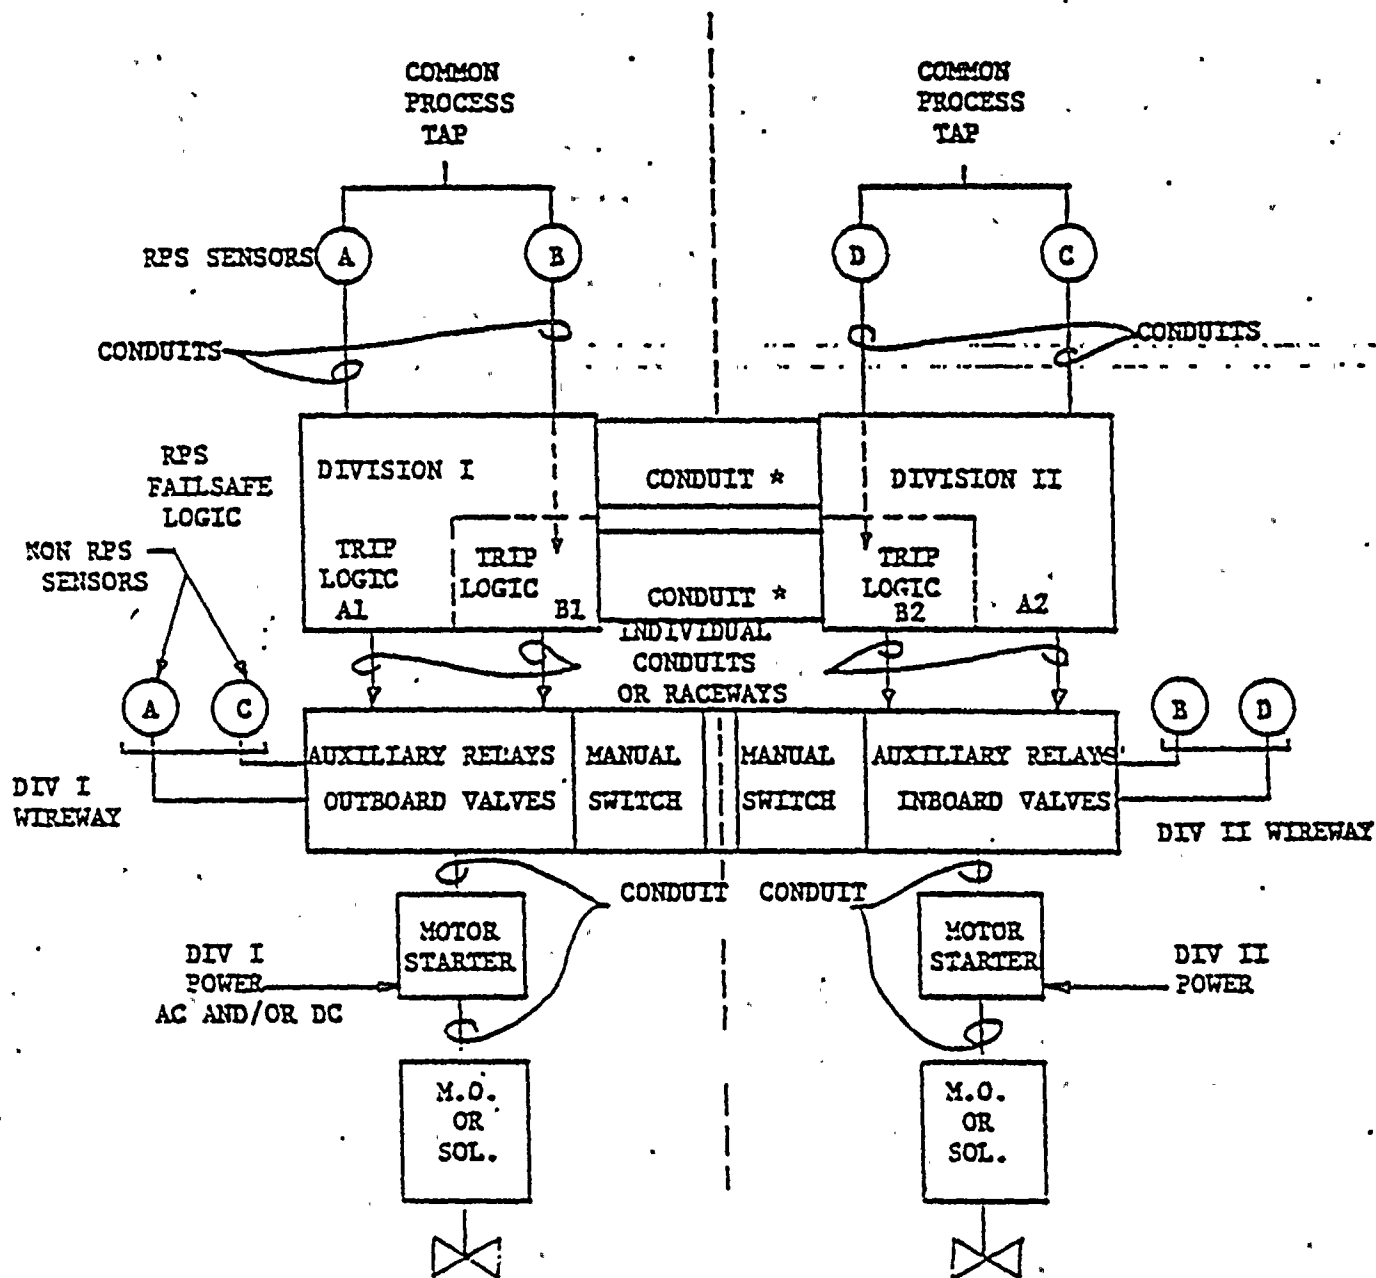 COMMON
PROCESS
TAP
COMMON
PROCESS
TAP
RPS SENSORS
A
B
D
C
CONDUITS
CONDUITS
RPS
FAILSAFE
LOGIC
DIVISION I
CONDUIT *
DIVISION II
NON RPS
SENSORS
TRIP
LOGIC
A1
TRIP
LOGIC
B1
CONDUIT *
TRIP
LOGIC
B2
A2
INDIVIDUAL
CONDUITS
OR RACEWAYS
A
C
B
D
AUXILIARY RELAYS
OUTBOARD VALVES
MANUAL
SWITCH
MANUAL
SWITCH
AUXILIARY RELAYS
INBOARD VALVES
DIV I
WIREWAY
DIV II WIREWAY
CONDUIT
CONDUIT
MOTOR
STARTER
MOTOR
STARTER
DIV I
POWER
AC AND/OR DC
DIV II
POWER
M.O.
OR
SOL.
M.O.
OR
SOL.